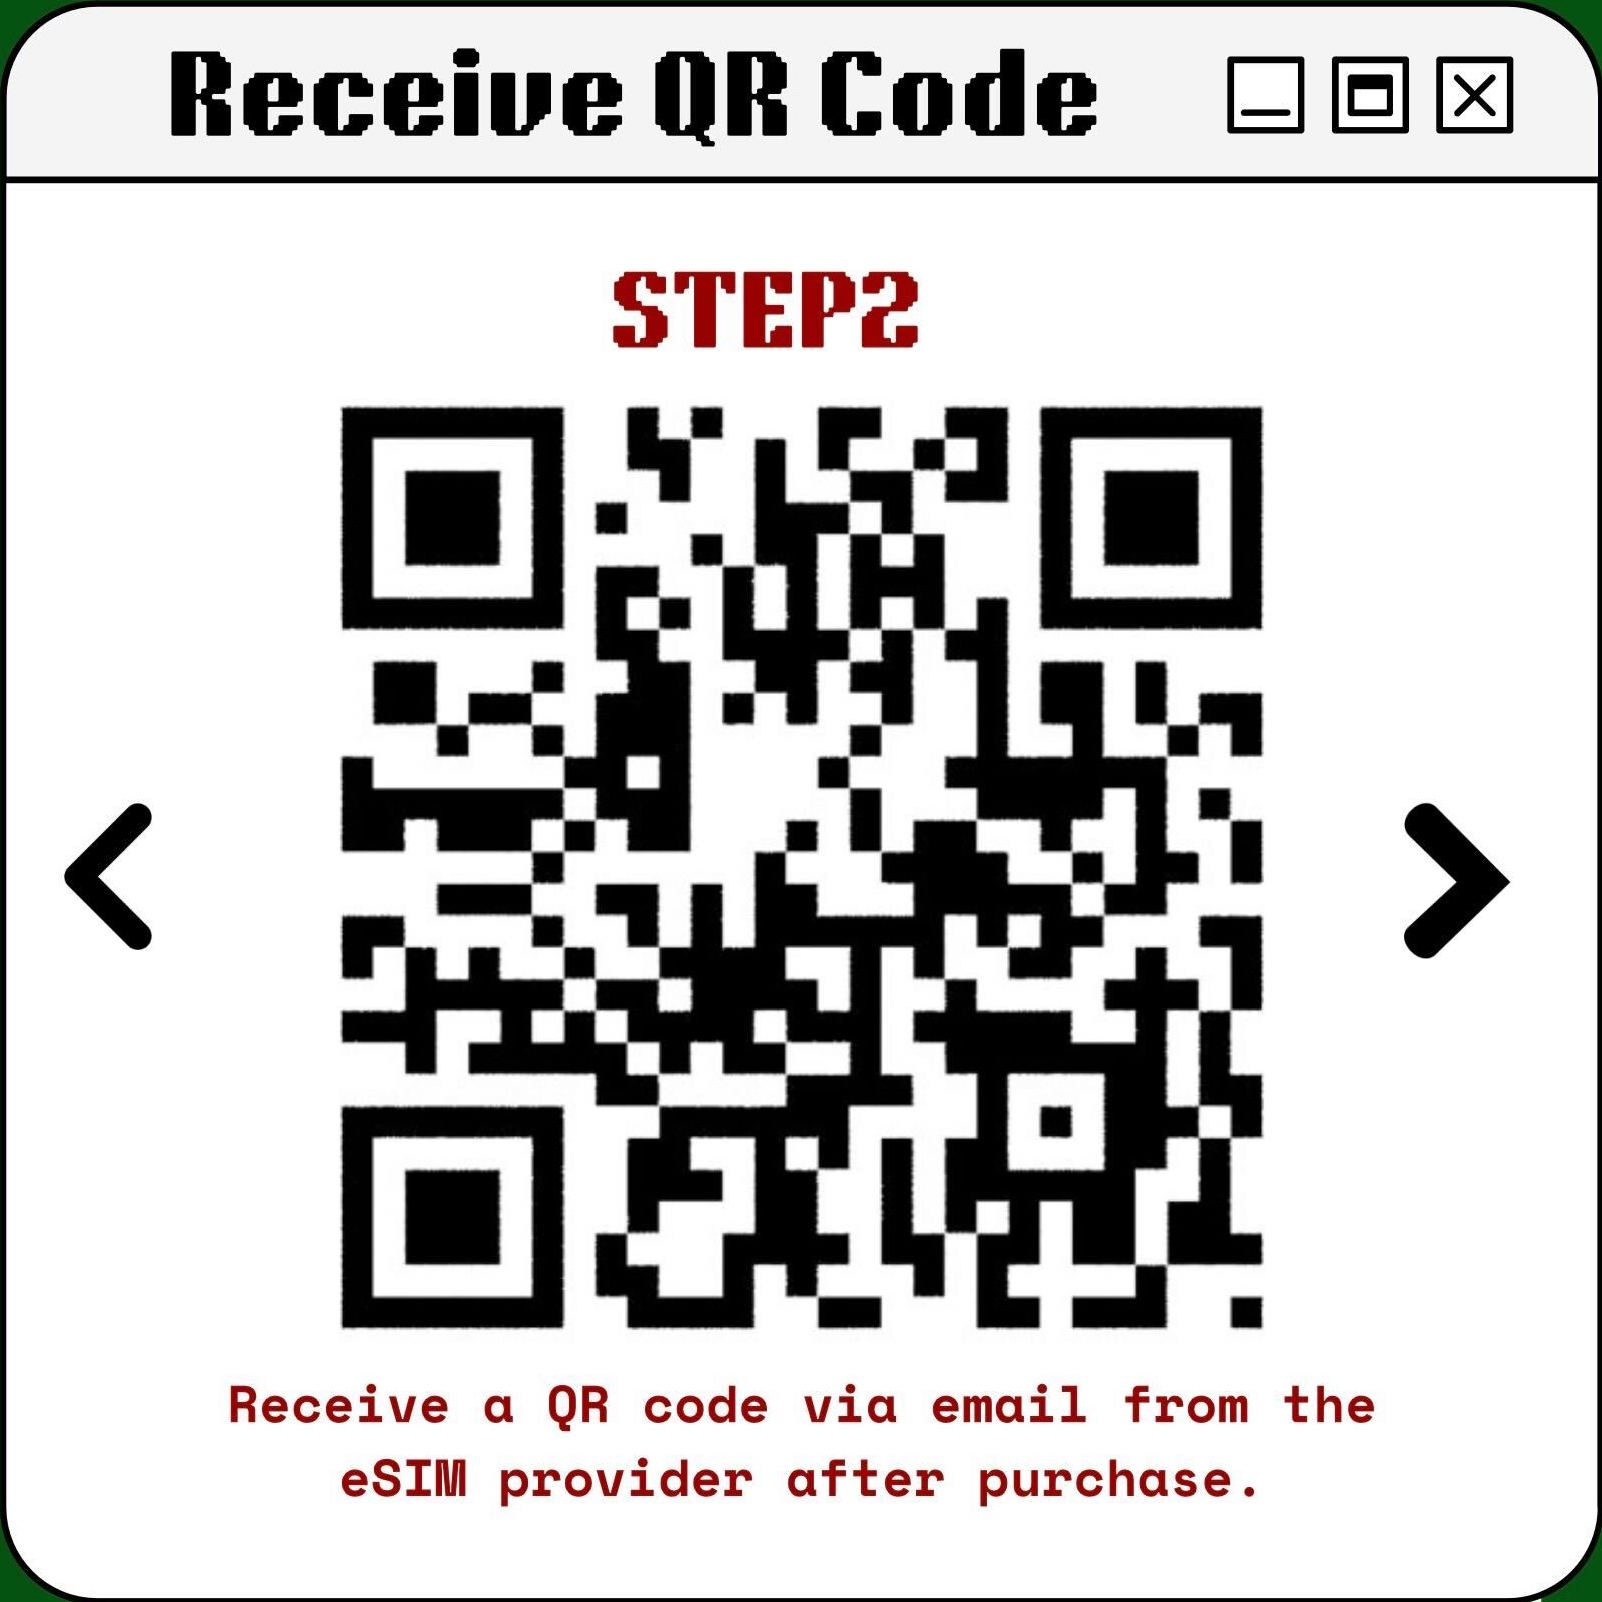 Receive QR Code
STEP2
Receive a QR code via email from the
eSIM provider after purchase.